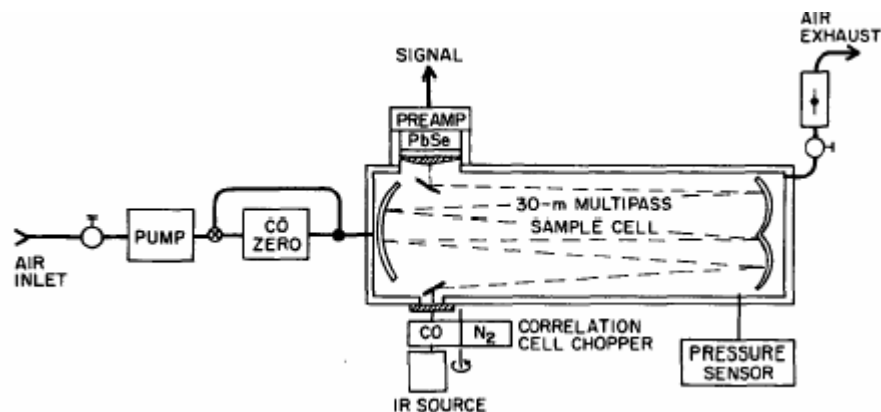 AIR
EXHAUST
SIGNAL
PREAMP
PbSe
30-m MULTIPASS
SAMPLE CELL
PUMP
CO
ZERO
AIR
INLET
CO
N2
CORRELATION
CELL CHOPPER
PRESSURE
SENSOR
IR SOURCE